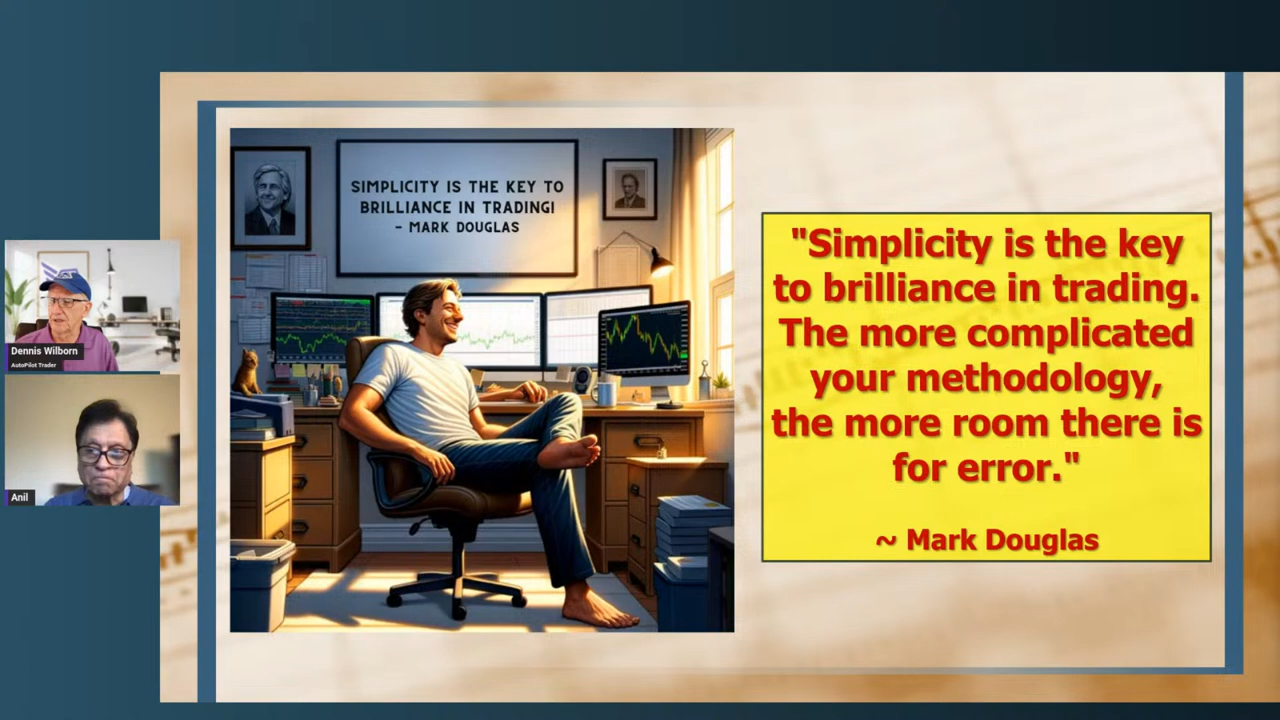 SIMPLICITY IS THE KEY TO
BRILLIANCE IN TRADING!
- MARK DOUGLAS
"Simplicity is the key
to brilliance in trading.
The more complicated
your methodology,
the more room there is
for error."
~ Mark Douglas
Dennis Wilborn
AutoPilot Trader
Anil